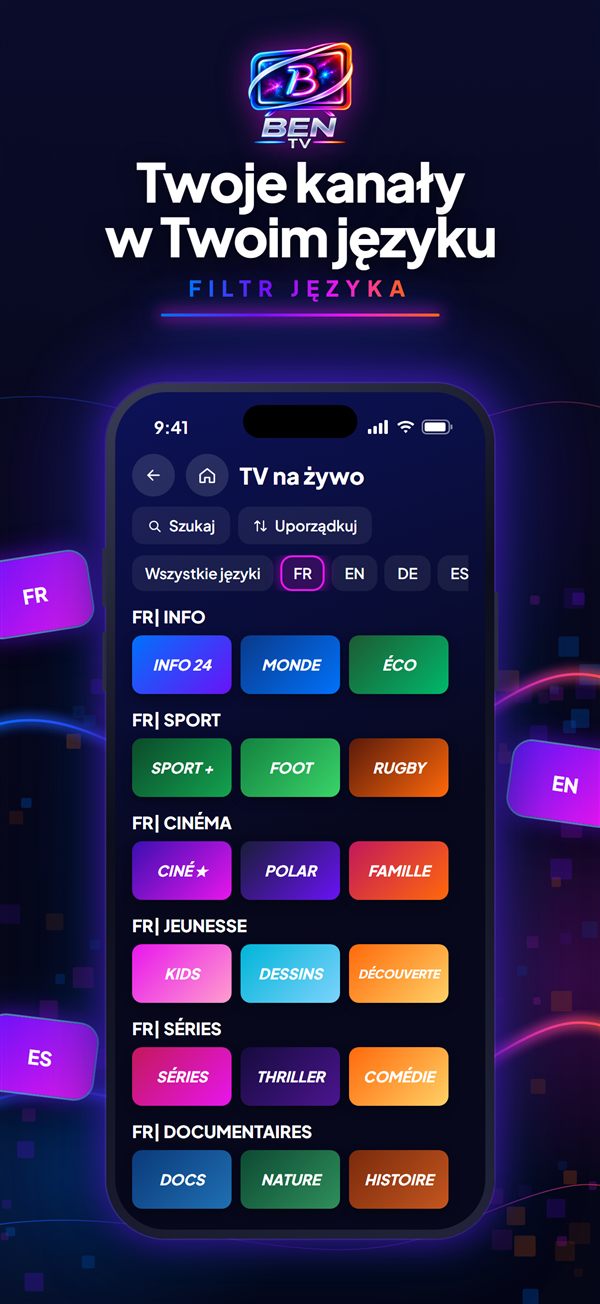 B
BEN
TV
Twoje kanały
w Twoim języku
FILTR JĘZYKA
9:41
TV na żywo
Szukaj
Uporządkuj
Wszystkie języki FR EN DE ES
FR
FR| INFO
INFO 24 MONDE ÉCO
FR| SPORT
SPORT + FOOT RUGBY
EN
FR| CINÉMA
CINÉ★ POLAR FAMILLE
FR| JEUNESSE
KIDS DESSINS DÉCOUVERTE
FR| SÉRIES
ES
SÉRIES THRILLER COMÉDIE
FR| DOCUMENTAIRES
DOCS NATURE HISTOIRE